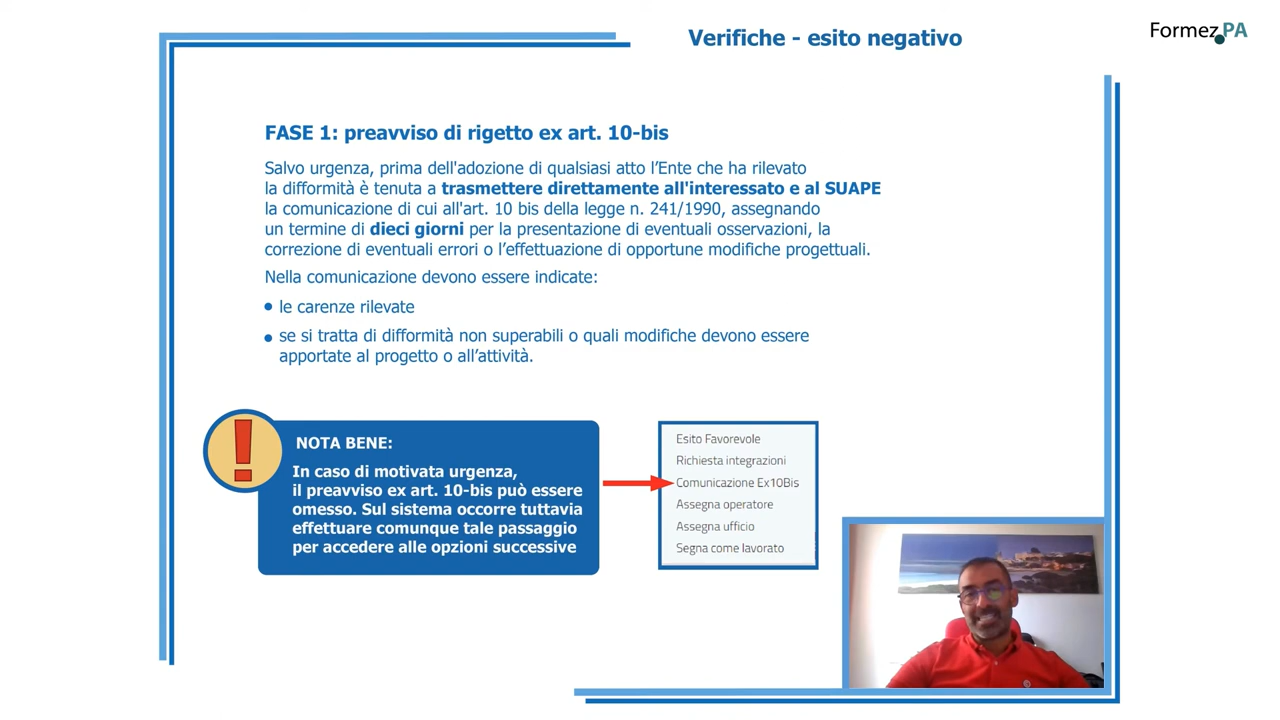 Verifiche - esito negativo
Formez PA
FASE 1: preavviso di rigetto ex art. 10-bis
Salvo urgenza, prima dell'adozione di qualsiasi atto l’Ente che ha rilevato
la difformità è tenuta a trasmettere direttamente all'interessato e al SUAPE
la comunicazione di cui all'art. 10 bis della legge n. 241/1990, assegnando
un termine di dieci giorni per la presentazione di eventuali osservazioni, la
correzione di eventuali errori o l’effettuazione di opportune modifiche progettuali.
Nella comunicazione devono essere indicate:
• le carenze rilevate
• se si tratta di difformità non superabili o quali modifiche devono essere
apportate al progetto o all’attività.
!
NOTA BENE:
In caso di motivata urgenza,
il preavviso ex art. 10-bis può essere
omesso. Sul sistema occorre tuttavia
effettuare comunque tale passaggio
per accedere alle opzioni successive
Esito Favorevole
Richiesta integrazioni
Comunicazione Ex10Bis
Assegna operatore
Assegna ufficio
Segna come lavorato